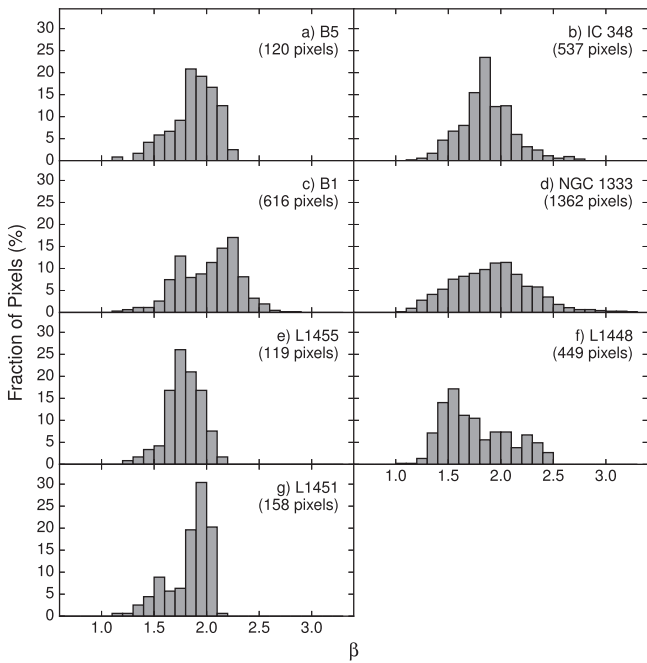 30
25
20
15
10
5
0
a) B5
(120 pixels)
b) IC 348
(537 pixels)
30
25
20
15
10
5
0
c) B1
(616 pixels)
d) NGC 1333
(1362 pixels)
Fraction of Pixels (%)
30
25
20
15
10
5
0
e) L1455
(119 pixels)
f) L1448
(449 pixels)
1.0 1.5 2.0 2.5 3.0
30
25
20
15
10
5
0
g) L1451
(158 pixels)
1.0 1.5 2.0 2.5 3.0
β